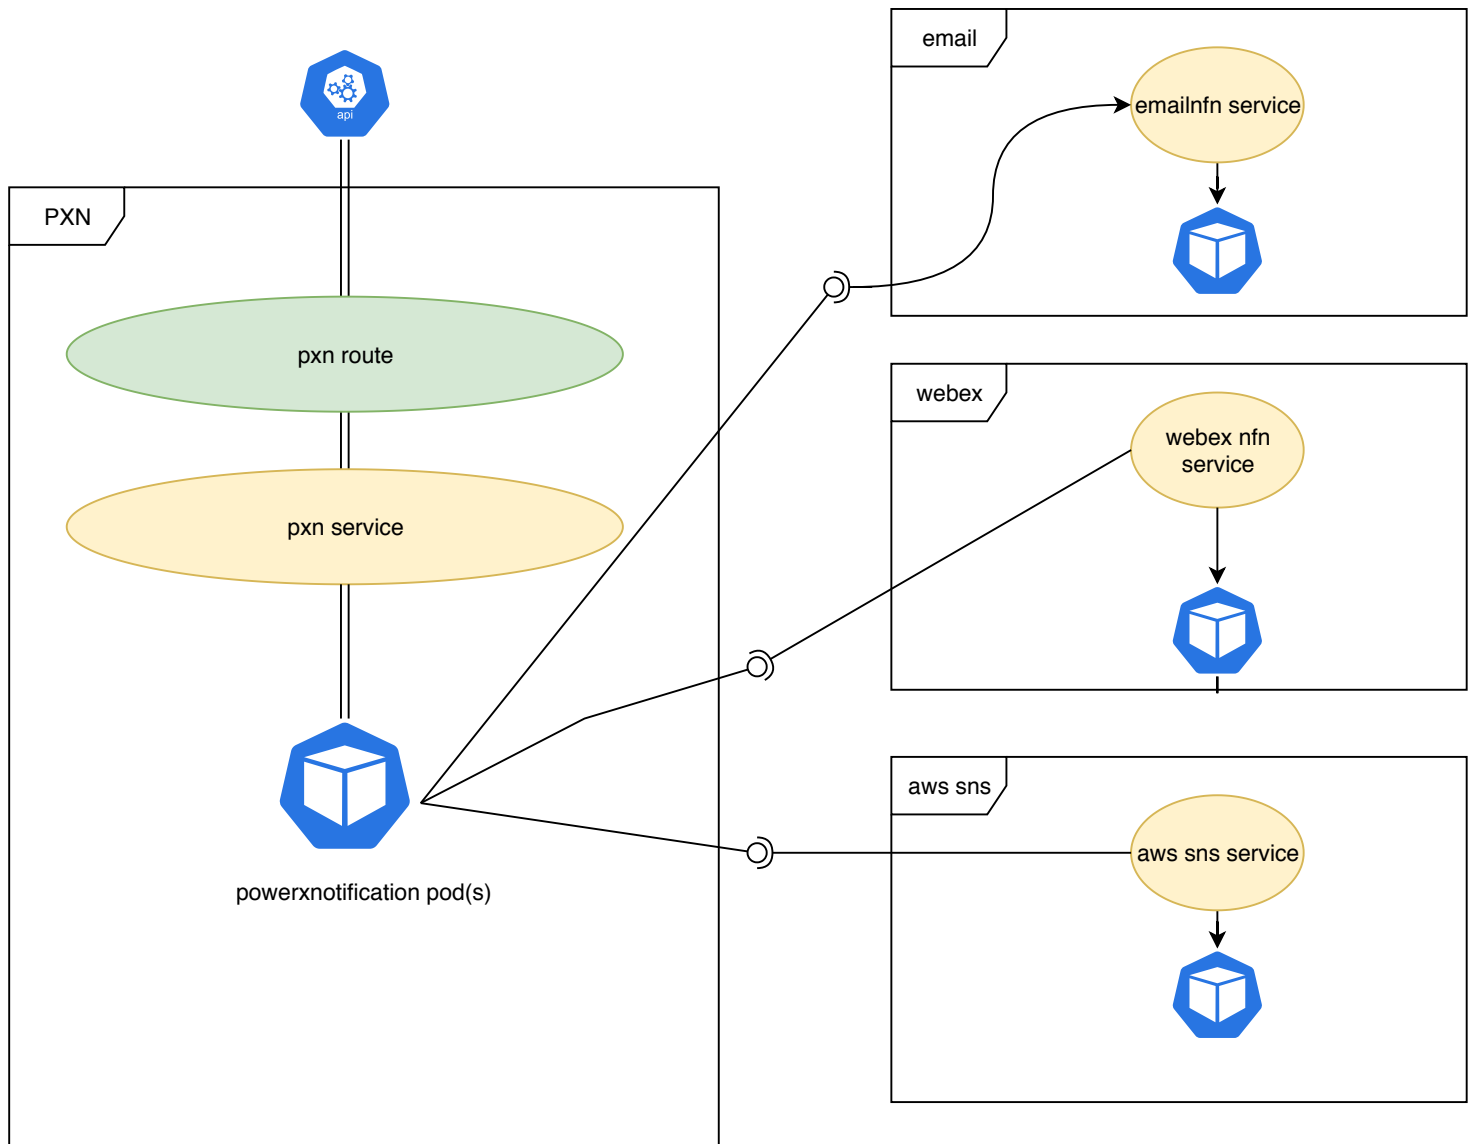 api
PXN
pxn route
pxn service
powerxnotification pod(s)
email
emailnfn service
webex
webex nfn
service
aws sns
aws sns service